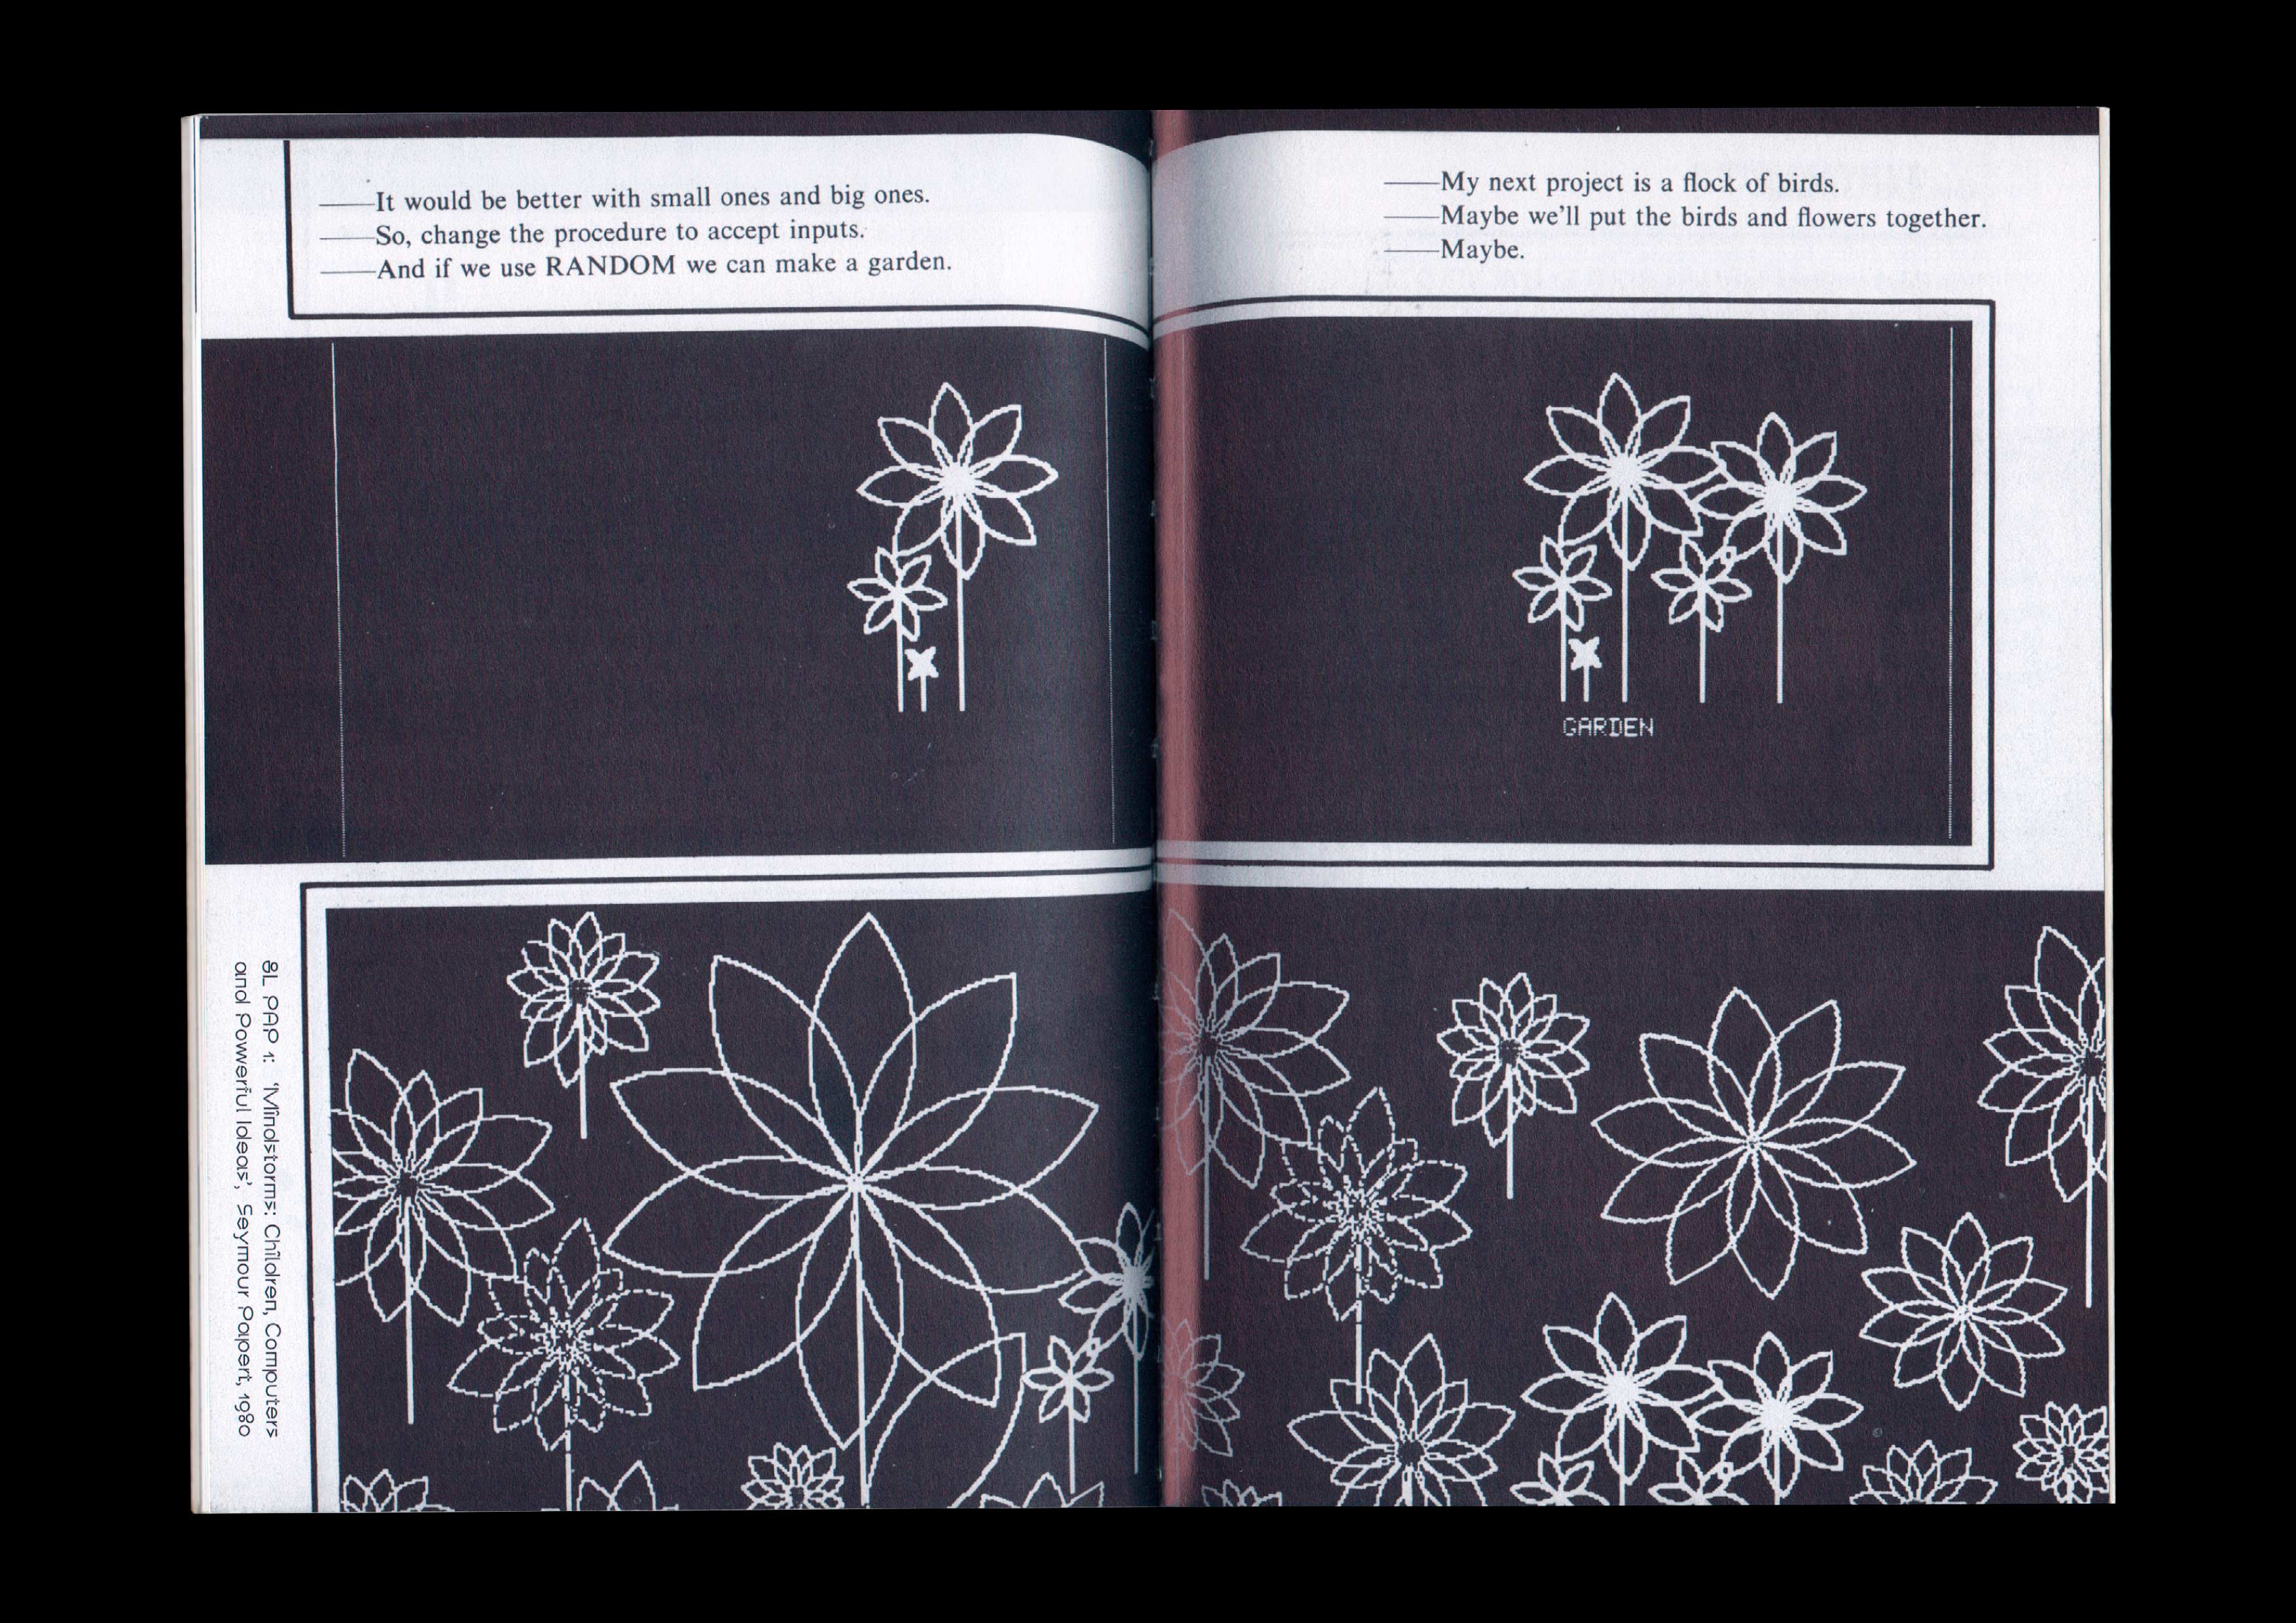 ——It would be better with small ones and big ones.
——So, change the procedure to accept inputs.
——And if we use RANDOM we can make a garden.
——My next project is a flock of birds.
——Maybe we'll put the birds and flowers together.
——Maybe.
GARDEN
8L PAP 1: 'Mindstorms: Children, Computers
and Powerful Ideas', Seymour Papert, 1980